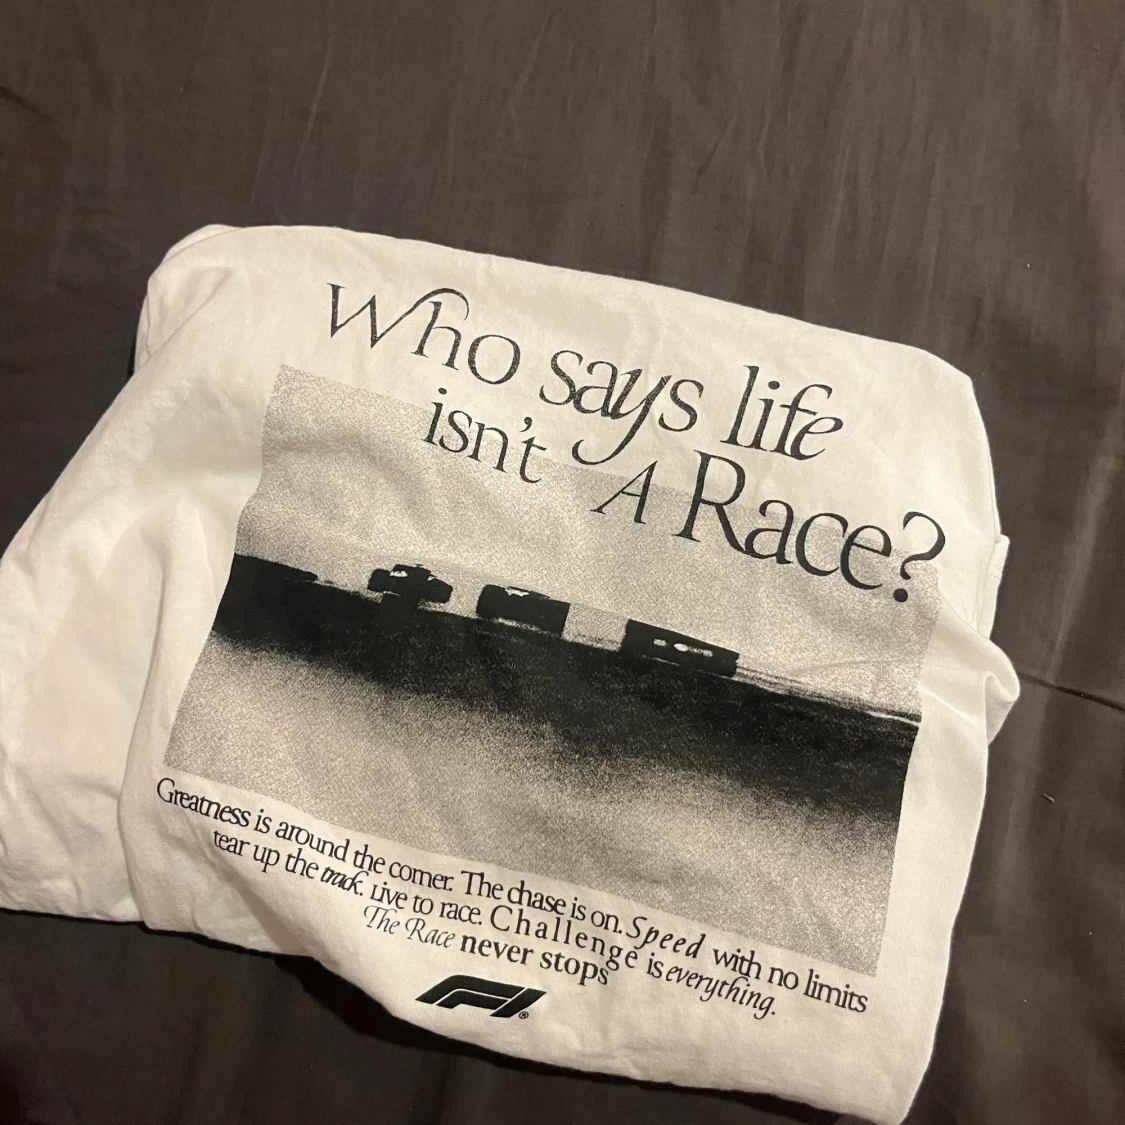 Who says life
isn't A Race?
Greatness is around the corner. The chase is on. Speed with no limits
tear up the track. Live to race. Challenge is everything.
The Race never stops
F1®